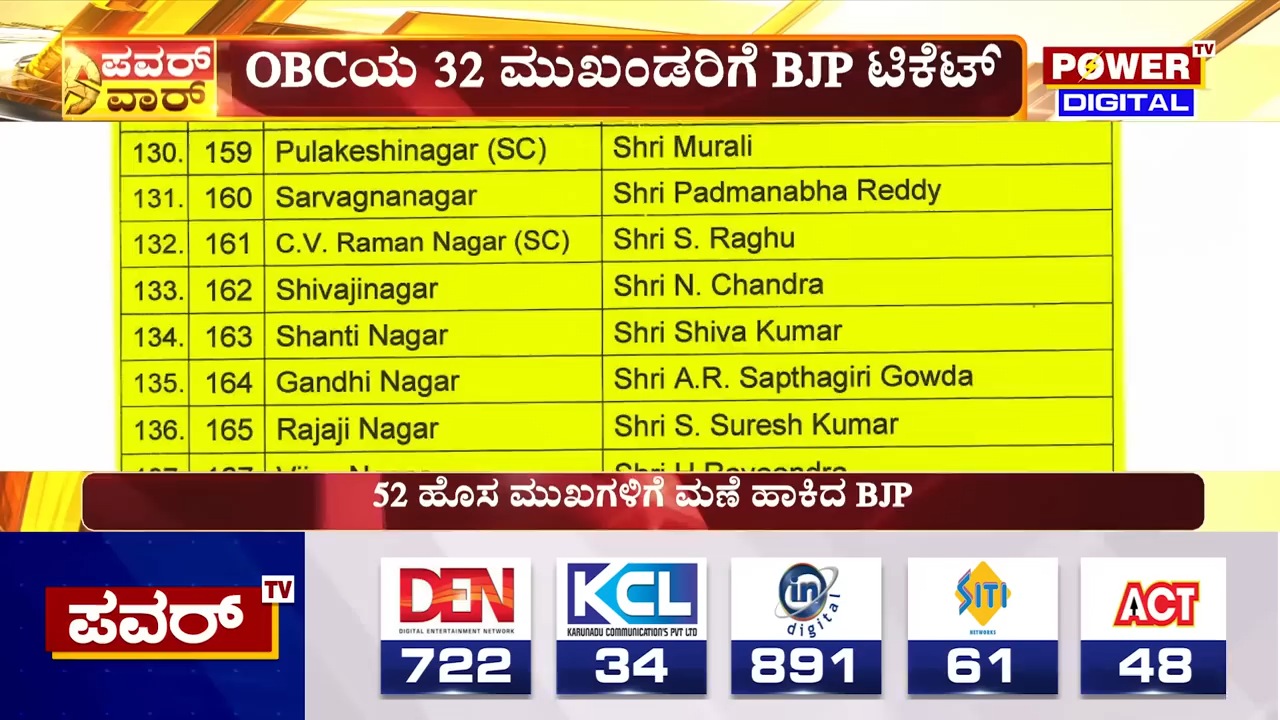 ಪವರ್
ವಾರ್
OBCಯ 32 ಮುಖಂಡರಿಗೆ BJP ಟಿಕೆಟ್
POWER TV
DIGITAL
130. 159 Pulakeshinagar (SC) Shri Murali
131. 160 Sarvagnanagar Shri Padmanabha Reddy
132. 161 C.V. Raman Nagar (SC) Shri S. Raghu
133. 162 Shivajinagar Shri N. Chandra
134. 163 Shanti Nagar Shri Shiva Kumar
135. 164 Gandhi Nagar Shri A.R. Sapthagiri Gowda
136. 165 Rajaji Nagar Shri S. Suresh Kumar
52 ಹೊಸ ಮುಖಗಳಿಗೆ ಮಣೆ ಹಾಕಿದ BJP
ಪವರ್ TV
DEN
DIGITAL ENTERTAINMENT NETWORK
722
KCL
KARUNADU COMMUNICATION'S PVT LTD
34
in
digital
891
SITI
NETWORKS
61
ACT
48